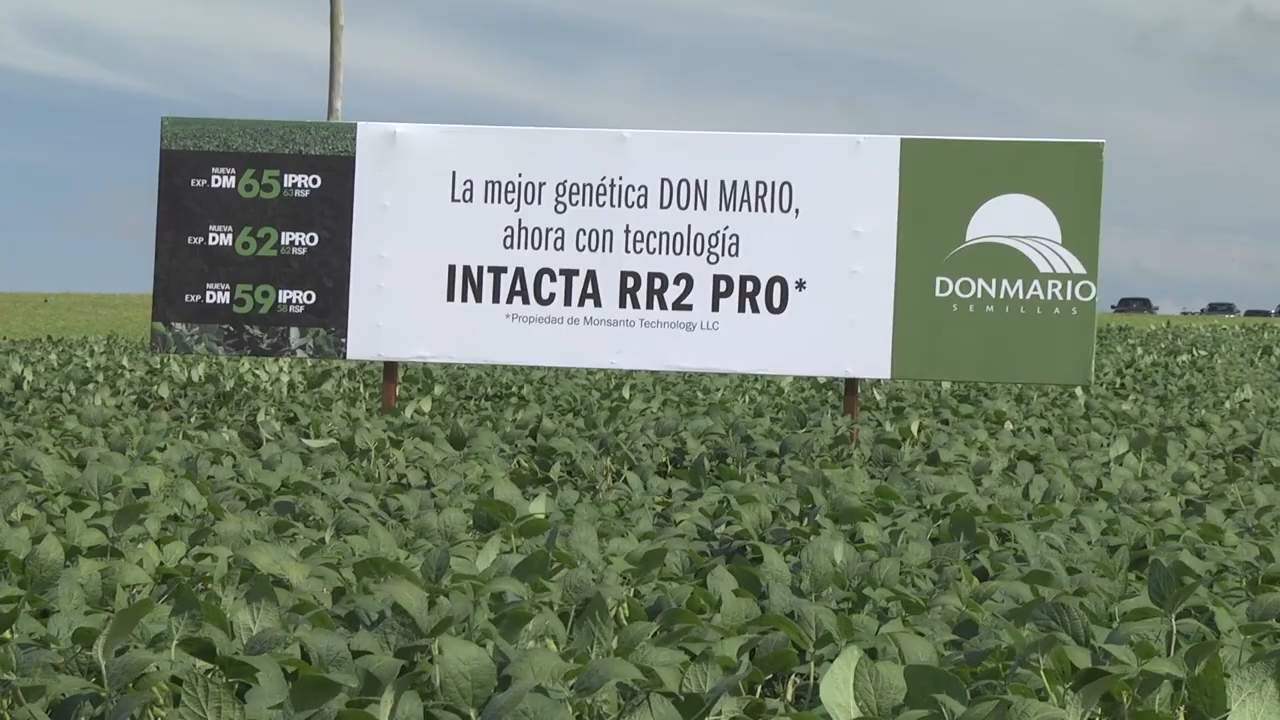 NUEVA
EXP. DM 65 IPRO
63 RSF
NUEVA
EXP. DM 62 IPRO
62 RSF
NUEVA
EXP. DM 59 IPRO
58 RSF
La mejor genética DON MARIO,
ahora con tecnología
INTACTA RR2 PRO*
*Propiedad de Monsanto Technology LLC
DONMARIO
SEMILLAS